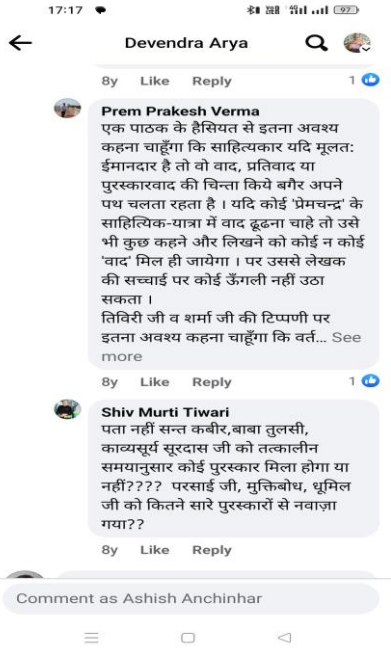 17:17
97
Devendra Arya
8y Like Reply 1
Prem Prakesh Verma
एक पाठक के हैसियत से इतना अवश्य
कहना चाहूँगा कि साहित्यकार यदि मूलत:
ईमानदार है तो वो वाद, प्रतिवाद या
पुरस्कारवाद की चिन्ता किये बगैर अपने
पथ चलता रहता है । यदि कोई 'प्रेमचन्द्र' के
साहित्यिक-यात्रा में वाद ढूढना चाहे तो उसे
भी कुछ कहने और लिखने को कोई न कोई
'वाद' मिल ही जायेगा । पर उससे लेखक
की सच्चाई पर कोई ऊँगली नहीं उठा
सकता ।
तिविरी जी व शर्मा जी की टिप्पणी पर
इतना अवश्य कहना चाहूँगा कि वर्त... See
more
8y Like Reply 1
Shiv Murti Tiwari
पता नहीं सन्त कबीर,बाबा तुलसी,
काव्यसूर्य सूरदास जी को तत्कालीन
समयानुसार कोई पुरस्कार मिला होगा या
नहीं???? परसाई जी, मुक्तिबोध, धूमिल
जी को कितने सारे पुरस्कारों से नवाज़ा
गया??
8y Like Reply
Comment as Ashish Anchinhar